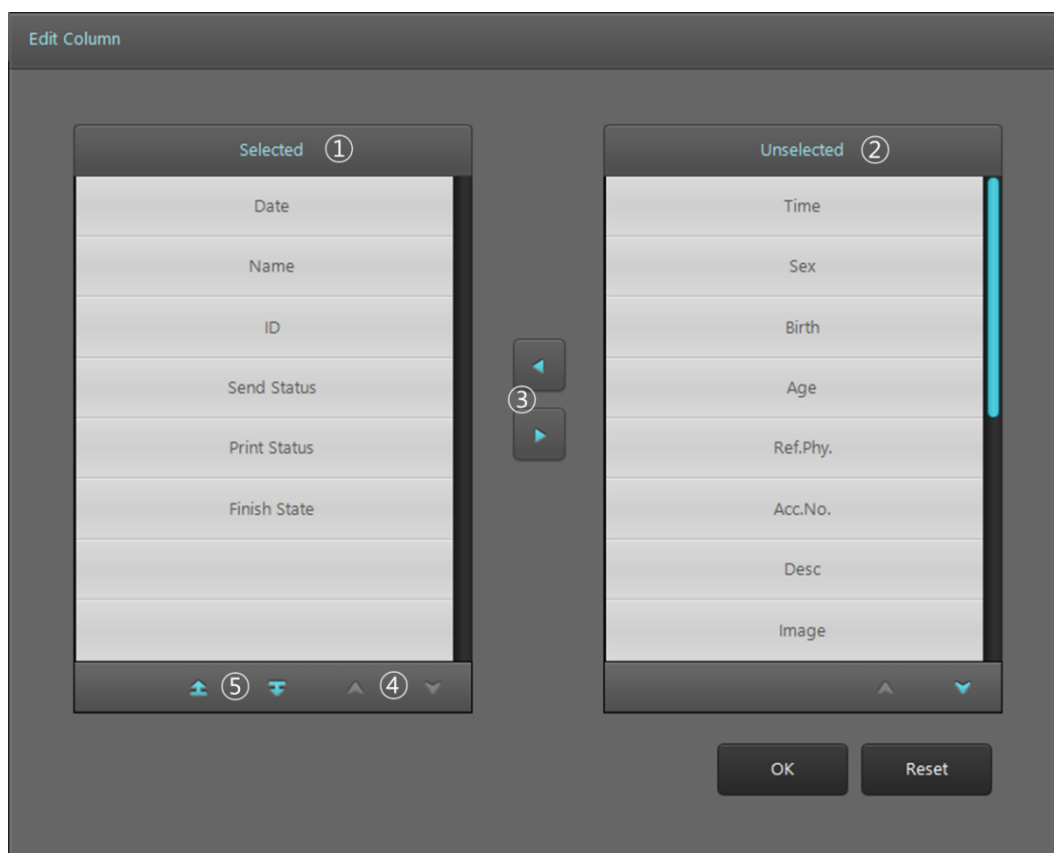 Edit Column
Selected ①
Date
Name
ID
Send Status
Print Status
Finish State
⑤ ④
③
Unselected ②
Time
Sex
Birth
Age
Ref.Phy.
Acc.No.
Desc
Image
OK Reset